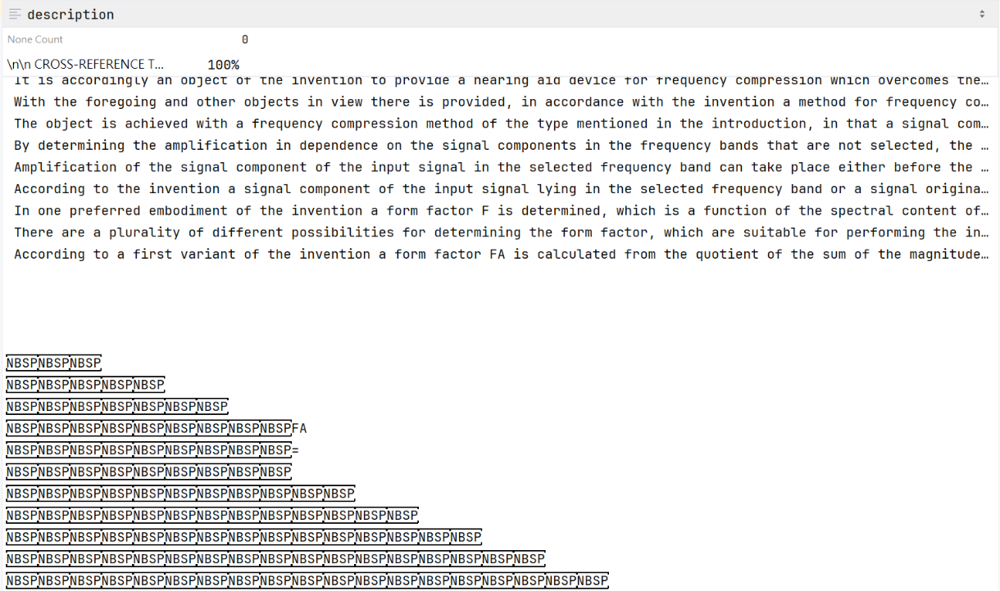 description
None Count 0
\n\n CROSS-REFERENCE T... 100%
It is accordingly an object of the invention to provide a hearing aid device for frequency compression which overcomes the…
With the foregoing and other objects in view there is provided, in accordance with the invention a method for frequency co…
The object is achieved with a frequency compression method of the type mentioned in the introduction, in that a signal com…
By determining the amplification in dependence on the signal components in the frequency bands that are not selected, the …
Amplification of the signal component of the input signal in the selected frequency band can take place either before the …
According to the invention a signal component of the input signal lying in the selected frequency band or a signal origina…
In one preferred embodiment of the invention a form factor F is determined, which is a function of the spectral content of…
There are a plurality of different possibilities for determining the form factor, which are suitable for performing the in…
According to a first variant of the invention a form factor FA is calculated from the quotient of the sum of the magnitude…
NBSPNBSPNBSP
NBSPNBSPNBSPNBSPNBSP
NBSPNBSPNBSPNBSPNBSPNBSPNBSP
NBSPNBSPNBSPNBSPNBSPNBSPNBSPNBSPNBSPFA
NBSPNBSPNBSPNBSPNBSPNBSPNBSPNBSPNBSP=
NBSPNBSPNBSPNBSPNBSPNBSPNBSPNBSPNBSP
NBSPNBSPNBSPNBSPNBSPNBSPNBSPNBSPNBSPNBSPNBSP
NBSPNBSPNBSPNBSPNBSPNBSPNBSPNBSPNBSPNBSPNBSPNBSPNBSP
NBSPNBSPNBSPNBSPNBSPNBSPNBSPNBSPNBSPNBSPNBSPNBSPNBSPNBSPNBSP
NBSPNBSPNBSPNBSPNBSPNBSPNBSPNBSPNBSPNBSPNBSPNBSPNBSPNBSPNBSPNBSPNBSP
NBSPNBSPNBSPNBSPNBSPNBSPNBSPNBSPNBSPNBSPNBSPNBSPNBSPNBSPNBSPNBSPNBSPNBSPNBSP